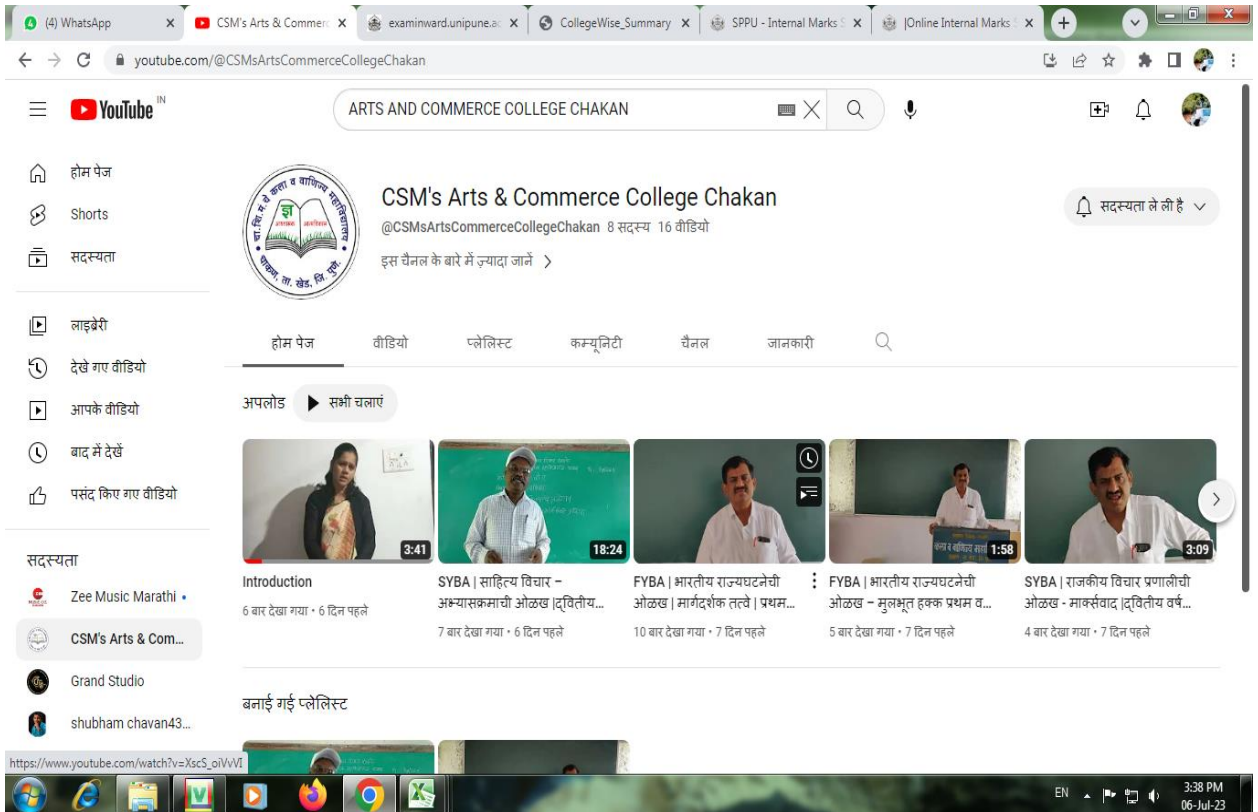 (4) WhatsApp
CSM's Arts & Commerc
examinward.unipune.ac
CollegeWise_Summary
SPPU - Internal Marks S
|Online Internal Marks S
youtube.com/@CSMsArtsCommerceCollegeChakan
YouTube IN
ARTS AND COMMERCE COLLEGE CHAKAN
होम पेज
Shorts
सदस्यता
लाइब्रेरी
देखे गए वीडियो
आपके वीडियो
बाद में देखें
पसंद किए गए वीडियो
सदस्यता
Zee Music Marathi •
CSM's Arts & Com...
Grand Studio
shubham chavan43...
CSM's Arts & Commerce College Chakan
@CSMsArtsCommerceCollegeChakan 8 सदस्य 16 वीडियो
इस चैनल के बारे में ज़्यादा जानें
सदस्यता ले ली है
होम पेज वीडियो प्लेलिस्ट कम्यूनिटी चैनल जानकारी
अपलोड सभी चलाएं
3:41
18:24
1:58
3:09
Introduction
6 बार देखा गया • 6 दिन पहले
SYBA | साहित्य विचार –
अभ्यासक्रमाची ओळख |द्वितीय...
7 बार देखा गया • 6 दिन पहले
FYBA | भारतीय राज्यघटनेची
ओळख | मार्गदर्शक तत्वे | प्रथम...
10 बार देखा गया • 7 दिन पहले
FYBA | भारतीय राज्यघटनेची
ओळख – मुलभूत हक्क प्रथम व...
5 बार देखा गया • 7 दिन पहले
SYBA | राजकीय विचार प्रणालीची
ओळख - मार्क्सवाद |द्वितीय वर्ष...
4 बार देखा गया • 7 दिन पहले
बनाई गई प्लेलिस्ट
https://www.youtube.com/watch?v=XscS_oiVvVI
EN
3:38 PM
06-Jul-23